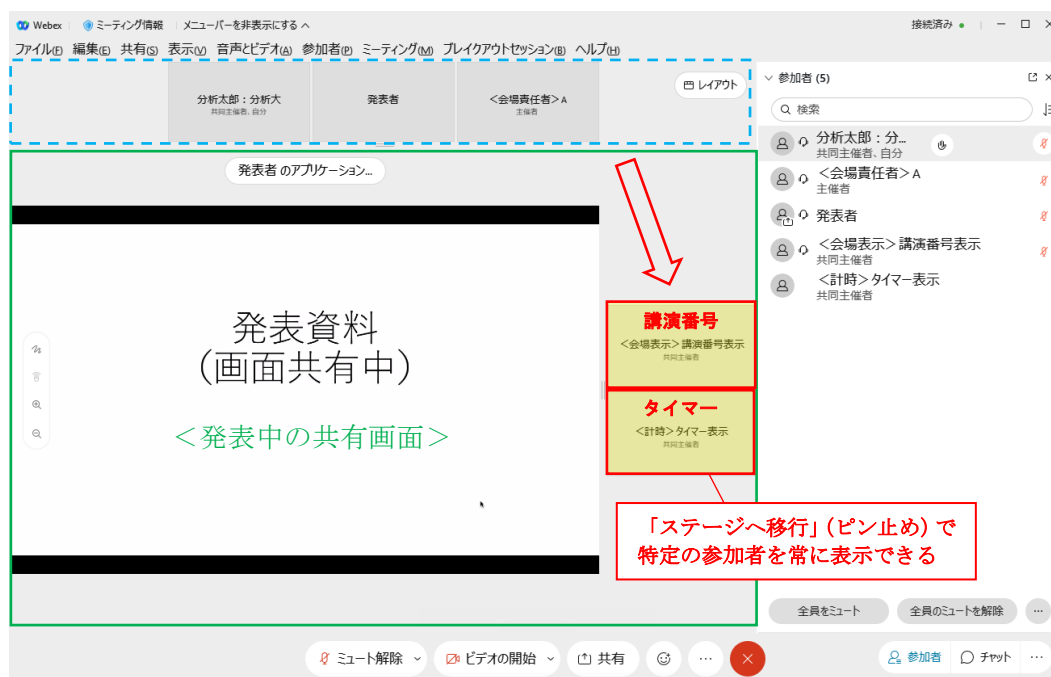 Webex ミーティング情報 メニューバーを非表示にする 接続済み
ファイル(F) 編集(E) 共有(S) 表示(V) 音声とビデオ(A) 参加者(P) ミーティング(M) ブレイクアウトセッション(B) ヘルプ(H)
分析太郎：分析大
共同主催者、自分
発表者
＜会場責任者＞A
主催者
レイアウト
発表者 のアプリケーション...
発表資料
（画面共有中）
＜発表中の共有画面＞
講演番号
＜会場表示＞講演番号表示
共同主催者
タイマー
＜計時＞タイマー表示
共同主催者
「ステージへ移行」（ピン止め）で
特定の参加者を常に表示できる
参加者 (5)
検索
分析太郎：分...
共同主催者、自分
＜会場責任者＞A
主催者
発表者
＜会場表示＞講演番号表示
共同主催者
＜計時＞タイマー表示
共同主催者
全員をミュート 全員のミュートを解除 ...
ミュート解除 ビデオの開始 共有 ... 参加者 チャット ...